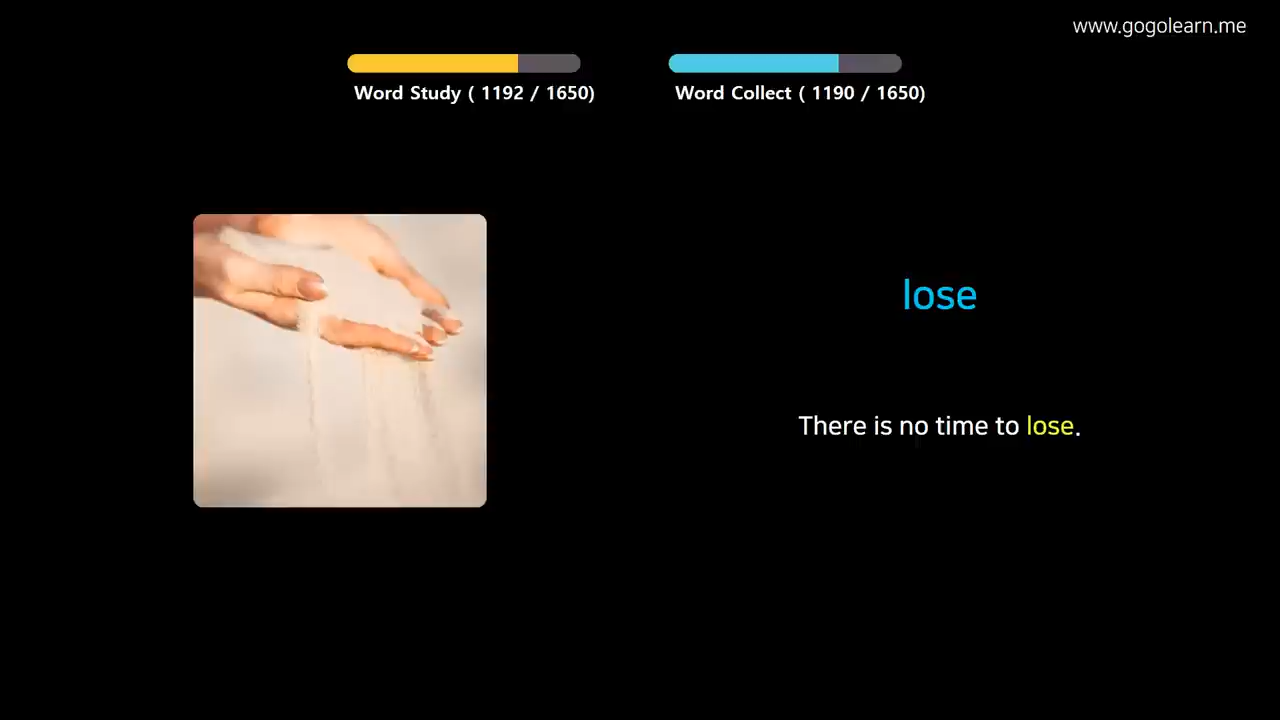 www.gogolearn.me
Word Study ( 1192 / 1650)
Word Collect ( 1190 / 1650)
lose
There is no time to lose.